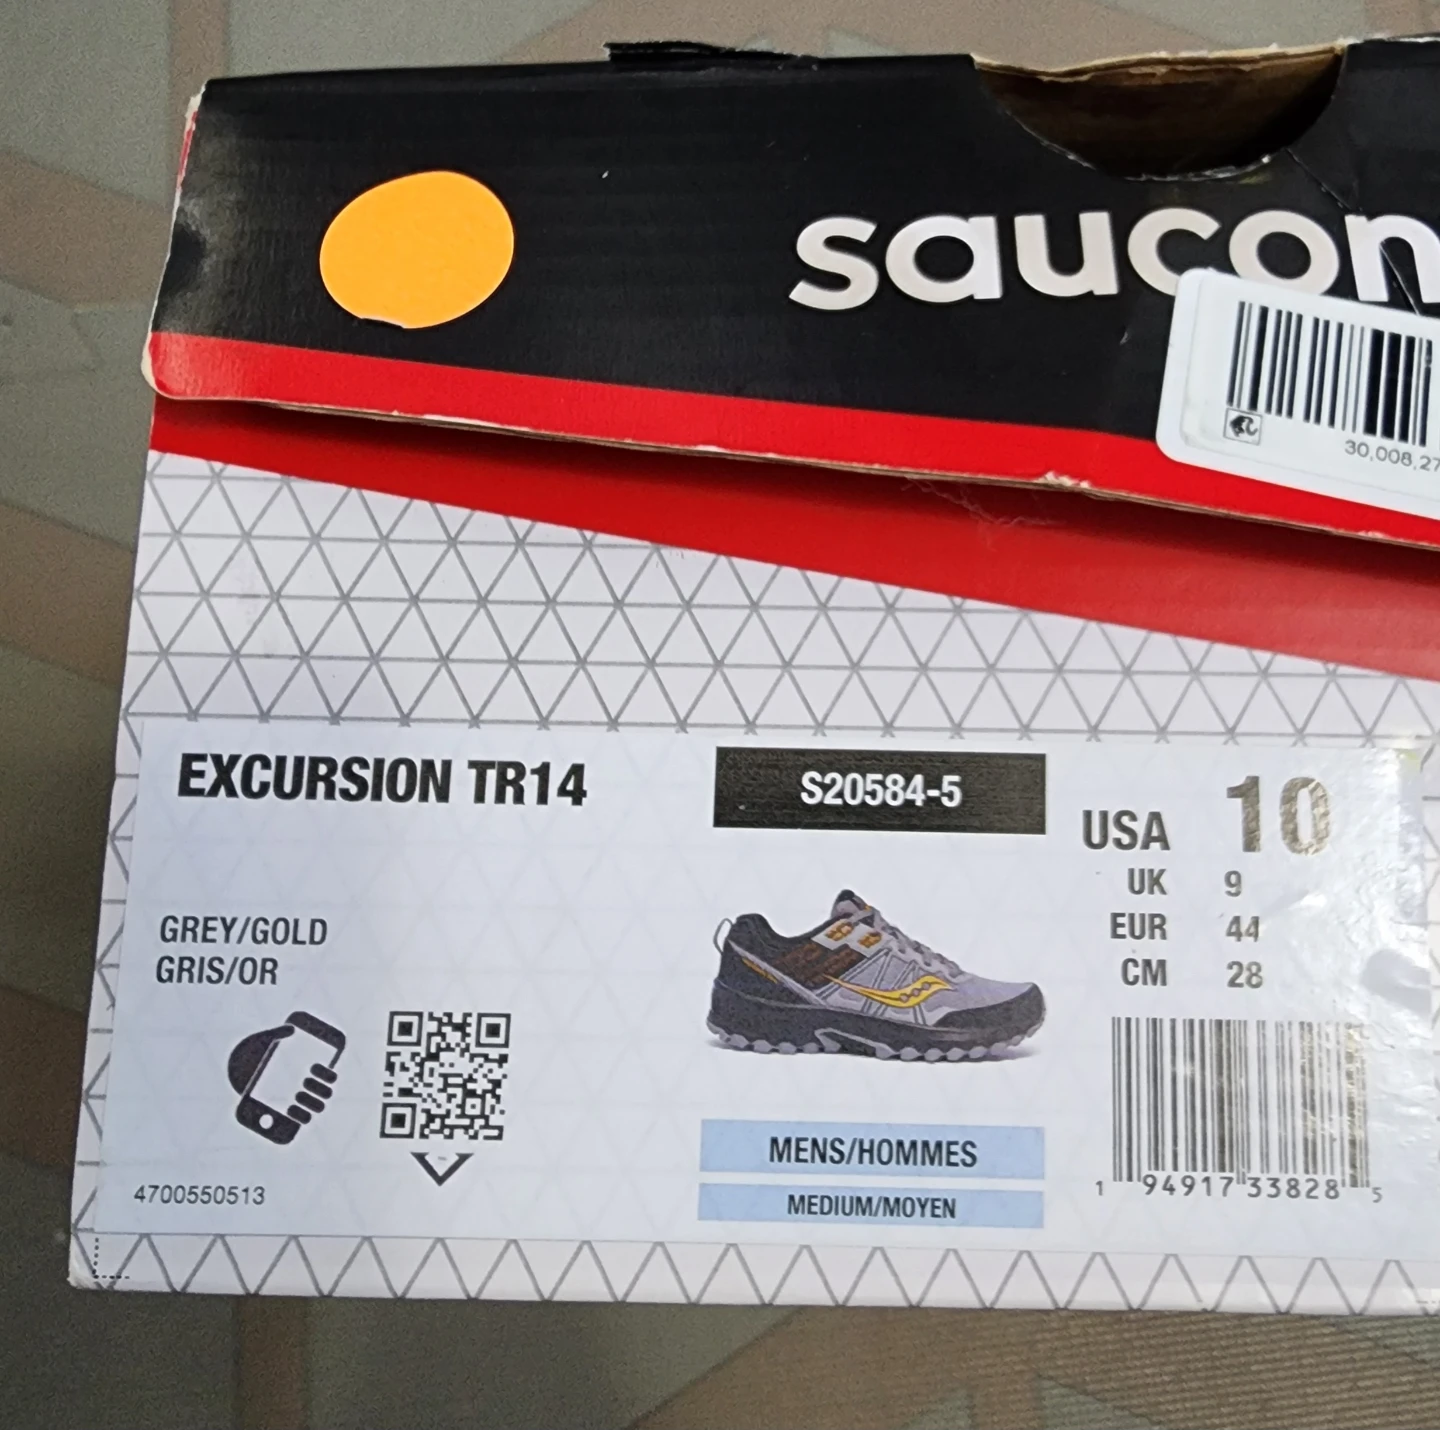 saucon
30,008,27
EXCURSION TR14
S20584-5
USA 10
UK 9
EUR 44
CM 28
GREY/GOLD
GRIS/OR
MENS/HOMMES
MEDIUM/MOYEN
4700550513
1 94917 33828 5